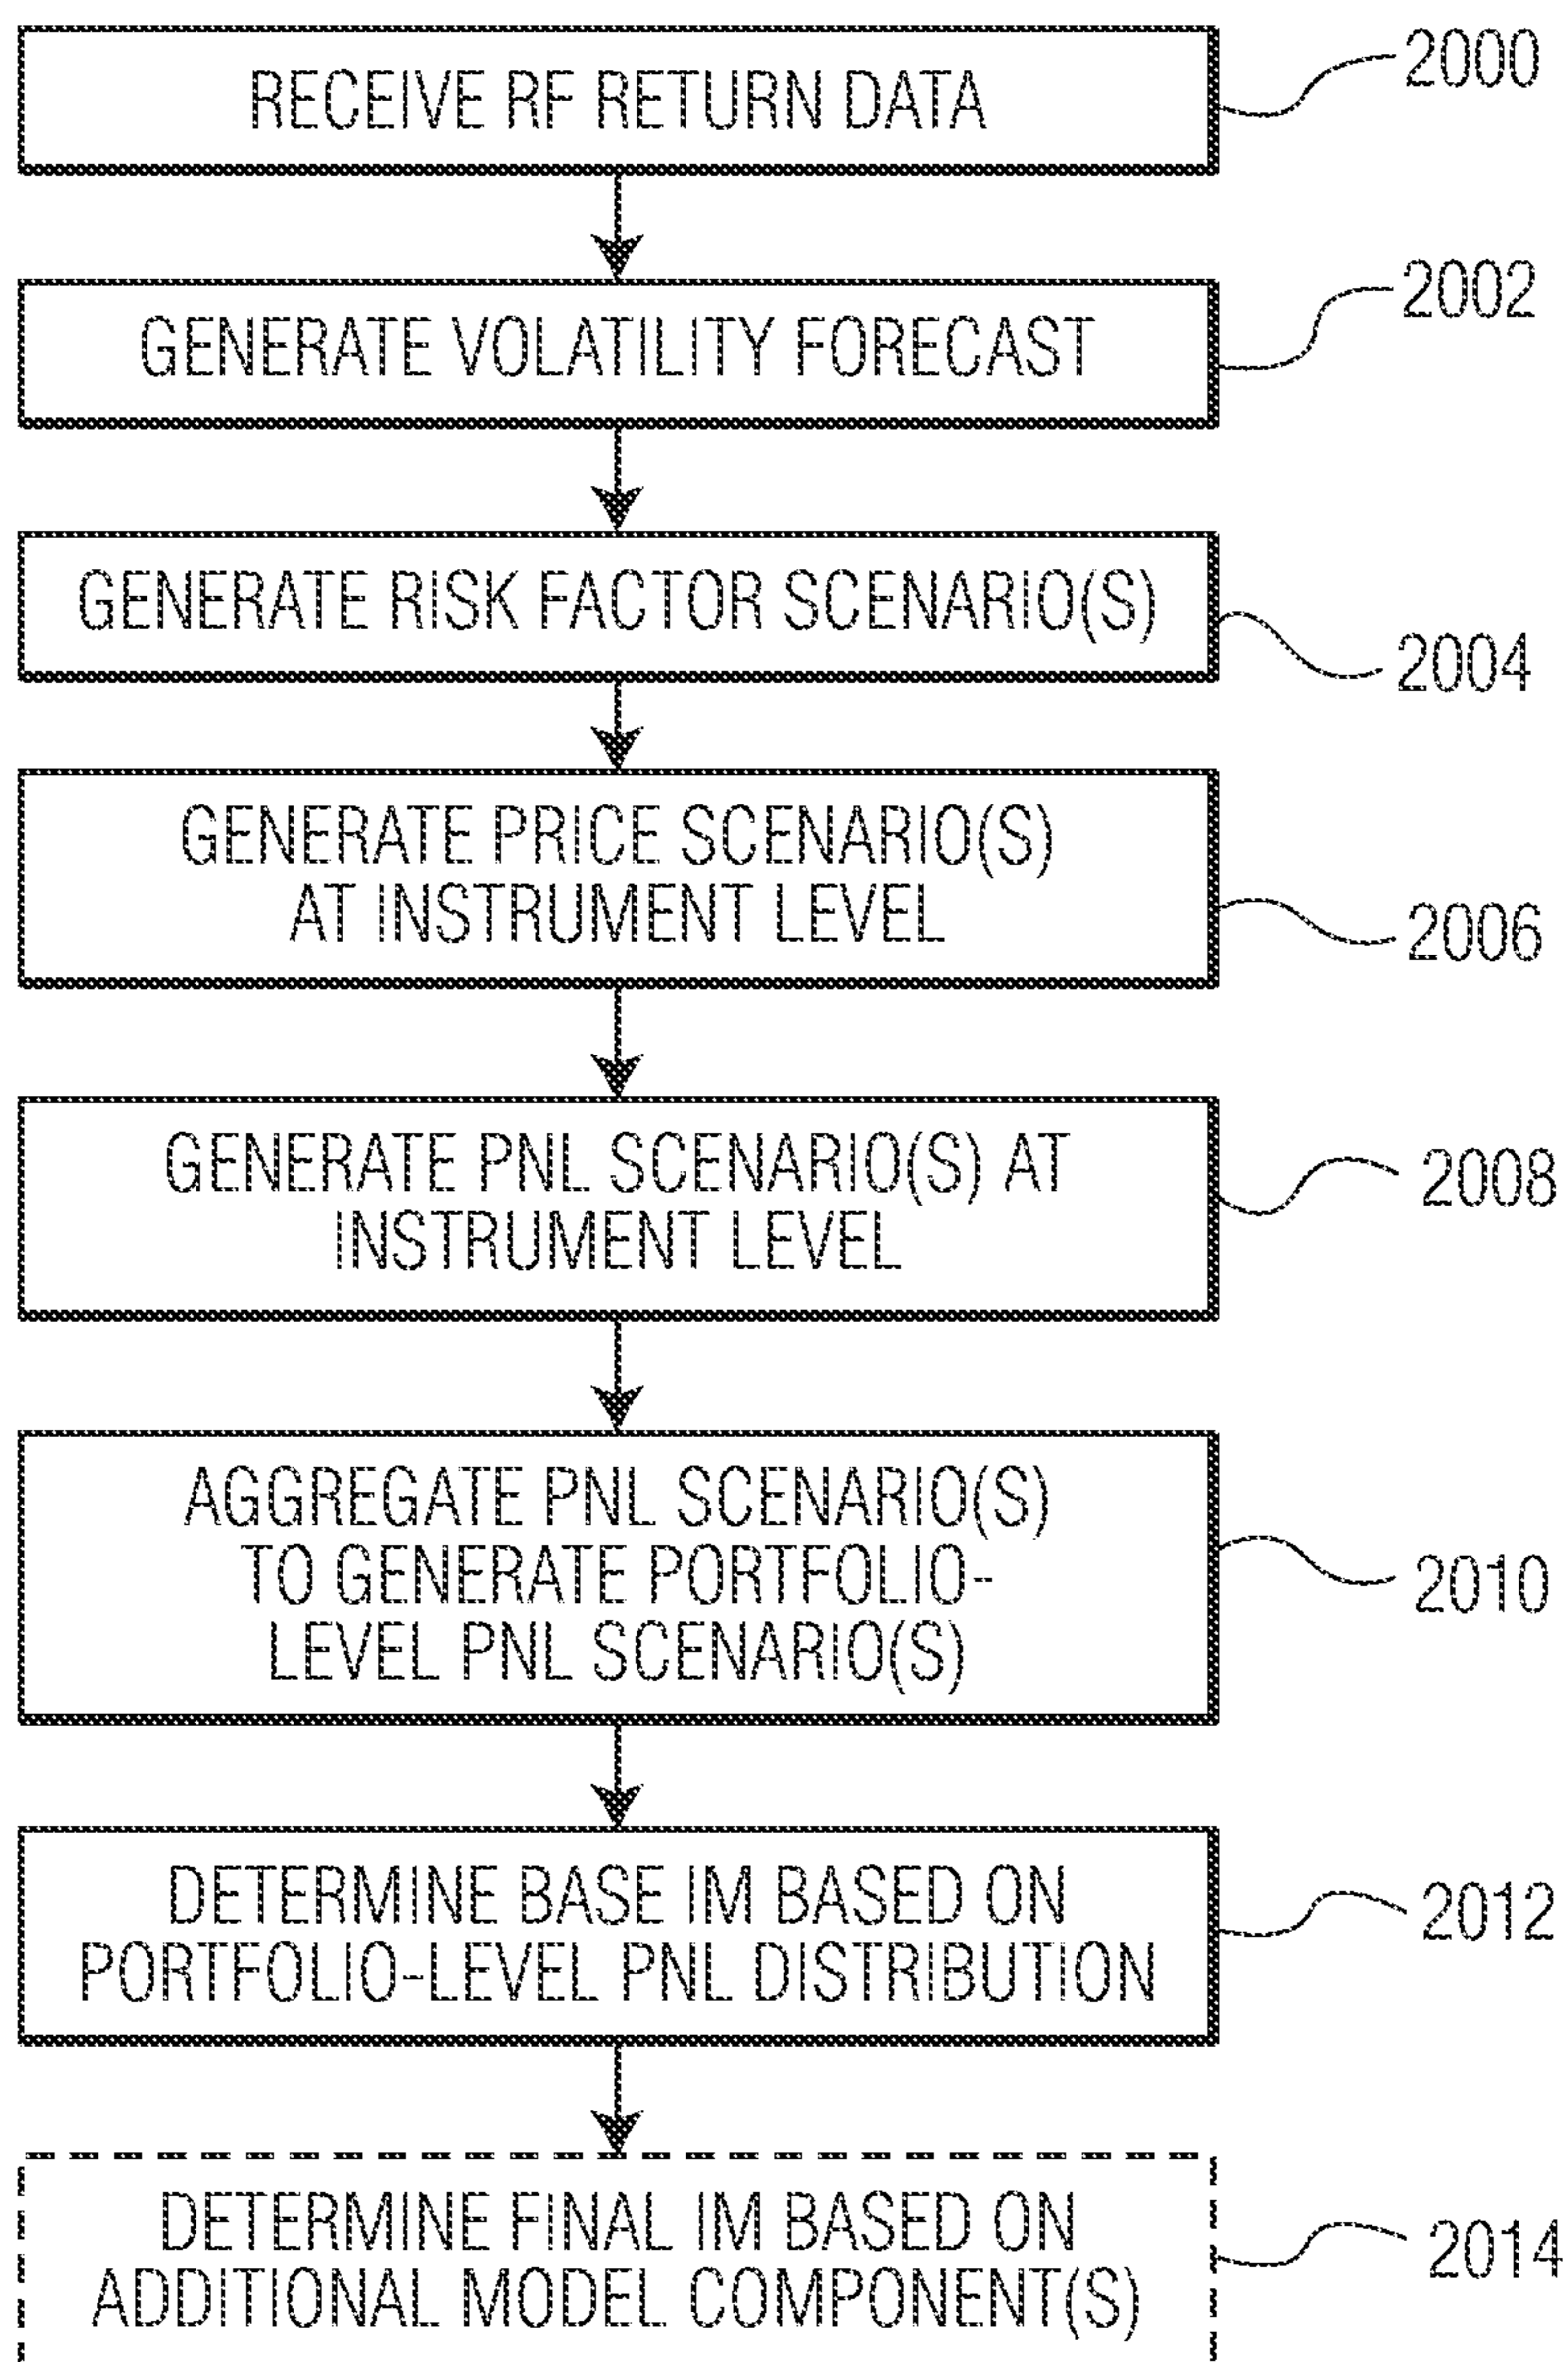 RECEIVE RF RETURN DATA
2000
GENERATE VOLATILITY FORECAST
2002
GENERATE RISK FACTOR SCENARIO(S)
2004
GENERATE PRICE SCENARIO(S)
AT INSTRUMENT LEVEL
2006
GENERATE PNL SCENARIO(S) AT
INSTRUMENT LEVEL
2008
AGGREGATE PNL SCENARIO(S)
TO GENERATE PORTFOLIO-
LEVEL PNL SCENARIO(S)
2010
DETERMINE BASE IM BASED ON
PORTFOLIO-LEVEL PNL DISTRIBUTION
2012
DETERMINE FINAL IM BASED ON
ADDITIONAL MODEL COMPONENT(S)
2014